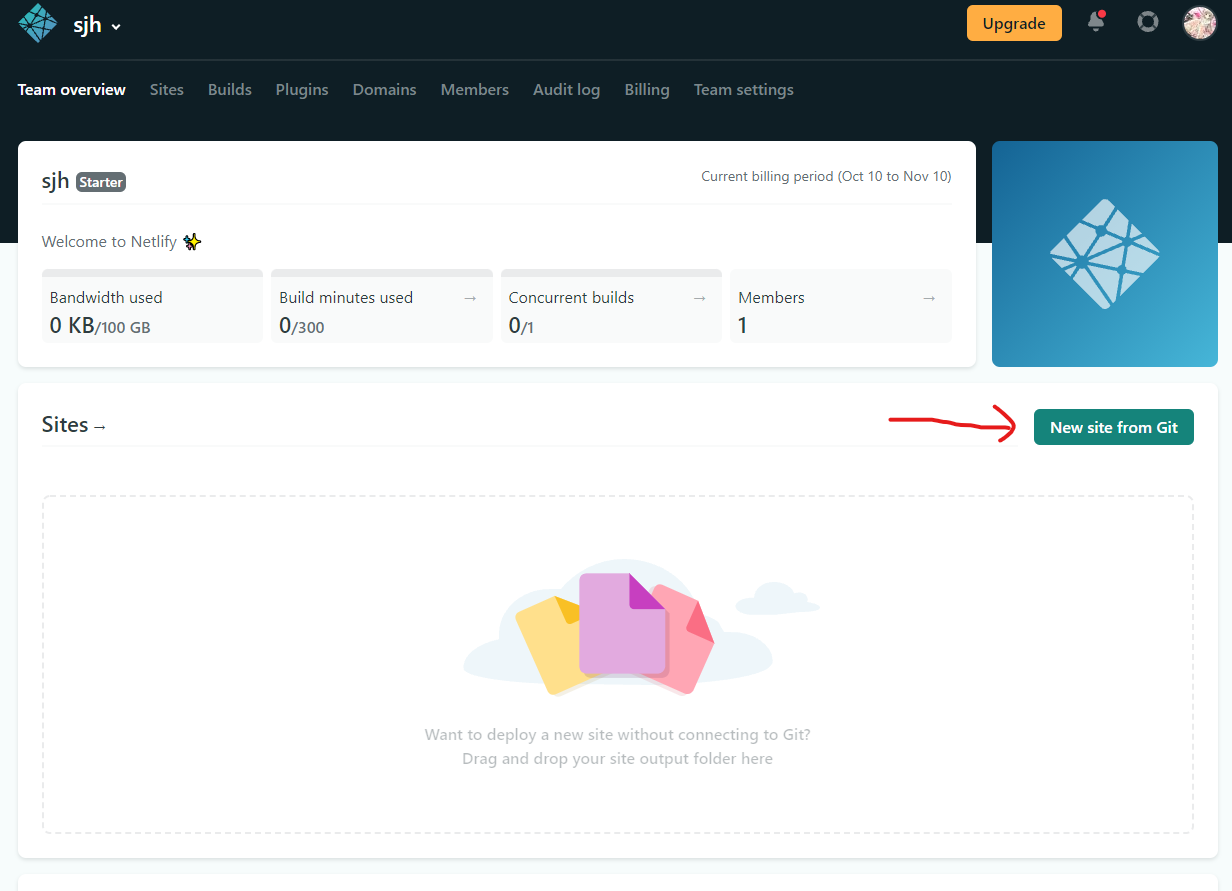 sjh
Upgrade
Team overview Sites Builds Plugins Domains Members Audit log Billing Team settings
sjh Starter
Current billing period (Oct 10 to Nov 10)
Welcome to Netlify ✨
Bandwidth used
0 KB/100 GB
Build minutes used →
0/300
Concurrent builds →
0/1
Members →
1
Sites →
New site from Git
Want to deploy a new site without connecting to Git?
Drag and drop your site output folder here